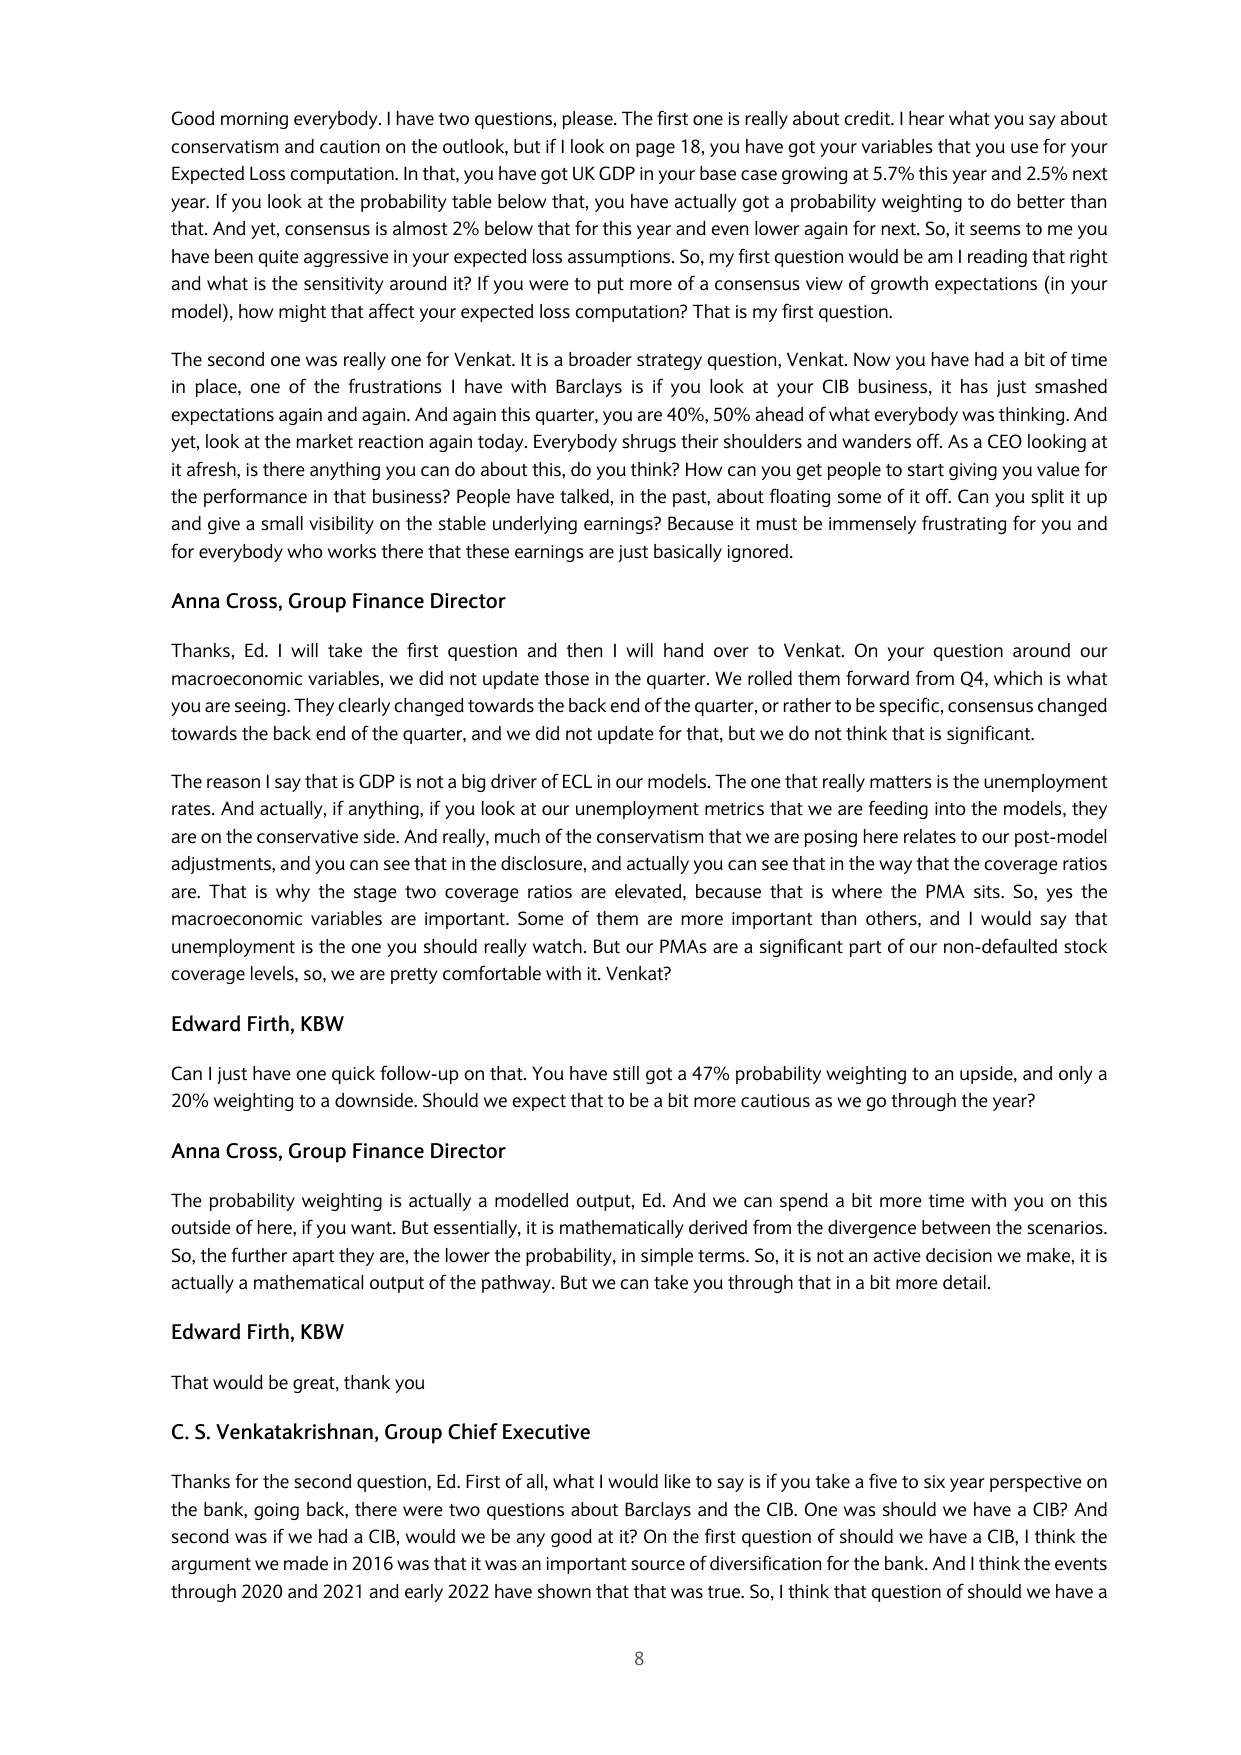 Good morning everybody. I have two questions, please. The first one is really about credit. I hear what you say about
conservatism and caution on the outlook, but if I look on page 18, you have got your variables that you use for your
Expected Loss computation. In that, you have got UK GDP in your base case growing at 5.7% this year and 2.5% next
year. If you look at the probability table below that, you have actually got a probability weighting to do better than
that. And yet, consensus is almost 2% below that for this year and even lower again for next. So, it seems to me you
have been quite aggressive in your expected loss assumptions. So, my first question would be am I reading that right
and what is the sensitivity around it? If you were to put more of a consensus view of growth expectations (in your
model), how might that affect your expected loss computation? That is my first question.
The second one was really one for Venkat. It is a broader strategy question, Venkat. Now you have had a bit of time
in place, one of the frustrations I have with Barclays is if you look at your CIB business, it has just smashed
expectations again and again. And again this quarter, you are 40%, 50% ahead of what everybody was thinking. And
yet, look at the market reaction again today. Everybody shrugs their shoulders and wanders off. As a CEO looking at
it afresh, is there anything you can do about this, do you think? How can you get people to start giving you value for
the performance in that business? People have talked, in the past, about floating some of it off. Can you split it up
and give a small visibility on the stable underlying earnings? Because it must be immensely frustrating for you and
for everybody who works there that these earnings are just basically ignored.
Anna Cross, Group Finance Director
Thanks, Ed. I will take the first question and then I will hand over to Venkat. On your question around our
macroeconomic variables, we did not update those in the quarter. We rolled them forward from Q4, which is what
you are seeing. They clearly changed towards the back end of the quarter, or rather to be specific, consensus changed
towards the back end of the quarter, and we did not update for that, but we do not think that is significant.
The reason I say that is GDP is not a big driver of ECL in our models. The one that really matters is the unemployment
rates. And actually, if anything, if you look at our unemployment metrics that we are feeding into the models, they
are on the conservative side. And really, much of the conservatism that we are posing here relates to our post-model
adjustments, and you can see that in the disclosure, and actually you can see that in the way that the coverage ratios
are. That is why the stage two coverage ratios are elevated, because that is where the PMA sits. So, yes the
macroeconomic variables are important. Some of them are more important than others, and I would say that
unemployment is the one you should really watch. But our PMAs are a significant part of our non-defaulted stock
coverage levels, so, we are pretty comfortable with it. Venkat?
Edward Firth, KBW
Can I just have one quick follow-up on that. You have still got a 47% probability weighting to an upside, and only a
20% weighting to a downside. Should we expect that to be a bit more cautious as we go through the year?
Anna Cross, Group Finance Director
The probability weighting is actually a modelled output, Ed. And we can spend a bit more time with you on this
outside of here, if you want. But essentially, it is mathematically derived from the divergence between the scenarios.
So, the further apart they are, the lower the probability, in simple terms. So, it is not an active decision we make, it is
actually a mathematical output of the pathway. But we can take you through that in a bit more detail.
Edward Firth, KBW
That would be great, thank you
C. S. Venkatakrishnan, Group Chief Executive
Thanks for the second question, Ed. First of all, what I would like to say is if you take a five to six year perspective on
the bank, going back, there were two questions about Barclays and the CIB. One was should we have a CIB? And
second was if we had a CIB, would we be any good at it? On the first question of should we have a CIB, I think the
argument we made in 2016 was that it was an important source of diversification for the bank. And I think the events
through 2020 and 2021 and early 2022 have shown that that was true. So, I think that question of should we have a
8